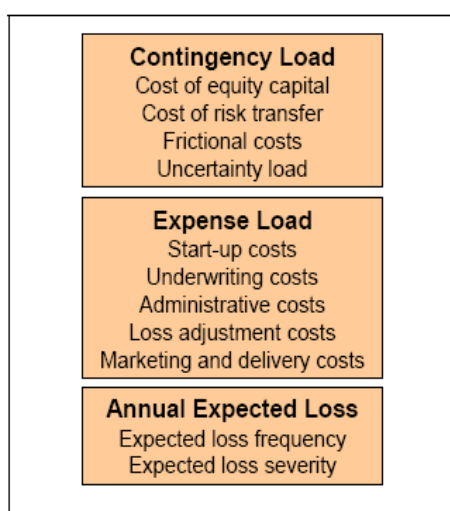 Contingency Load
Cost of equity capital
Cost of risk transfer
Frictional costs
Uncertainty load
Expense Load
Start-up costs
Underwriting costs
Administrative costs
Loss adjustment costs
Marketing and delivery costs
Annual Expected Loss
Expected loss frequency
Expected loss severity